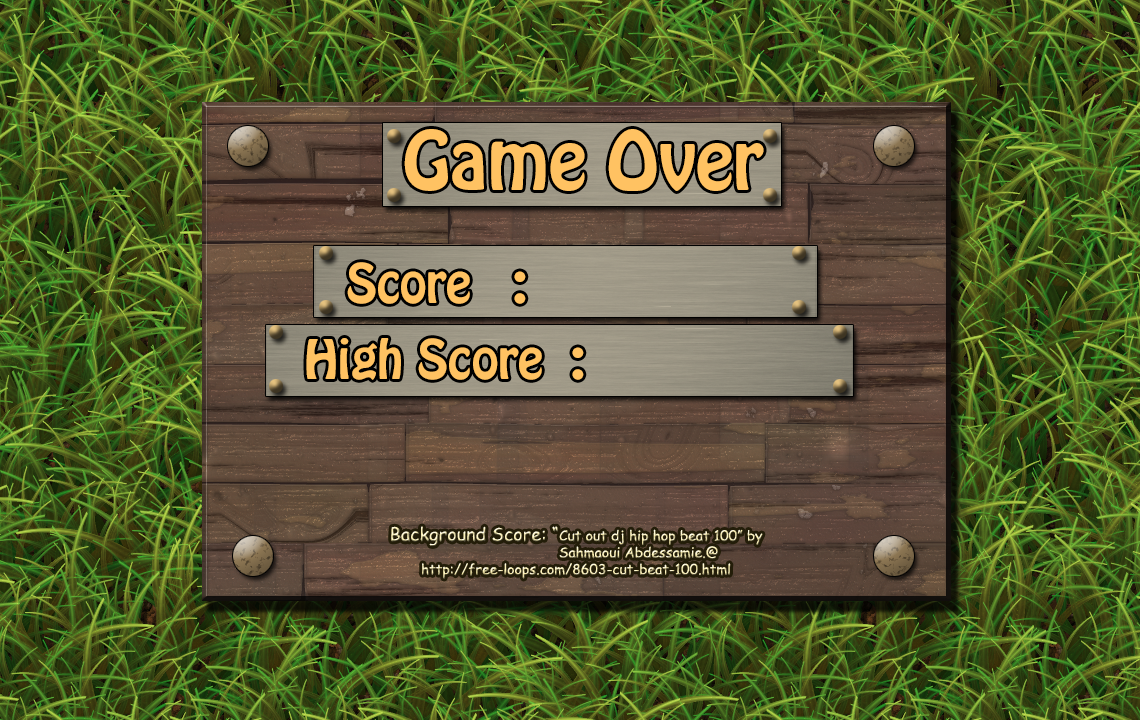 Game Over
Score :
High Score :
Background Score: "Cut out dj hip hop beat 100" by
Sahmaoui Abdessamie,@
http://free-loops.com/8603-cut-beat-100.html